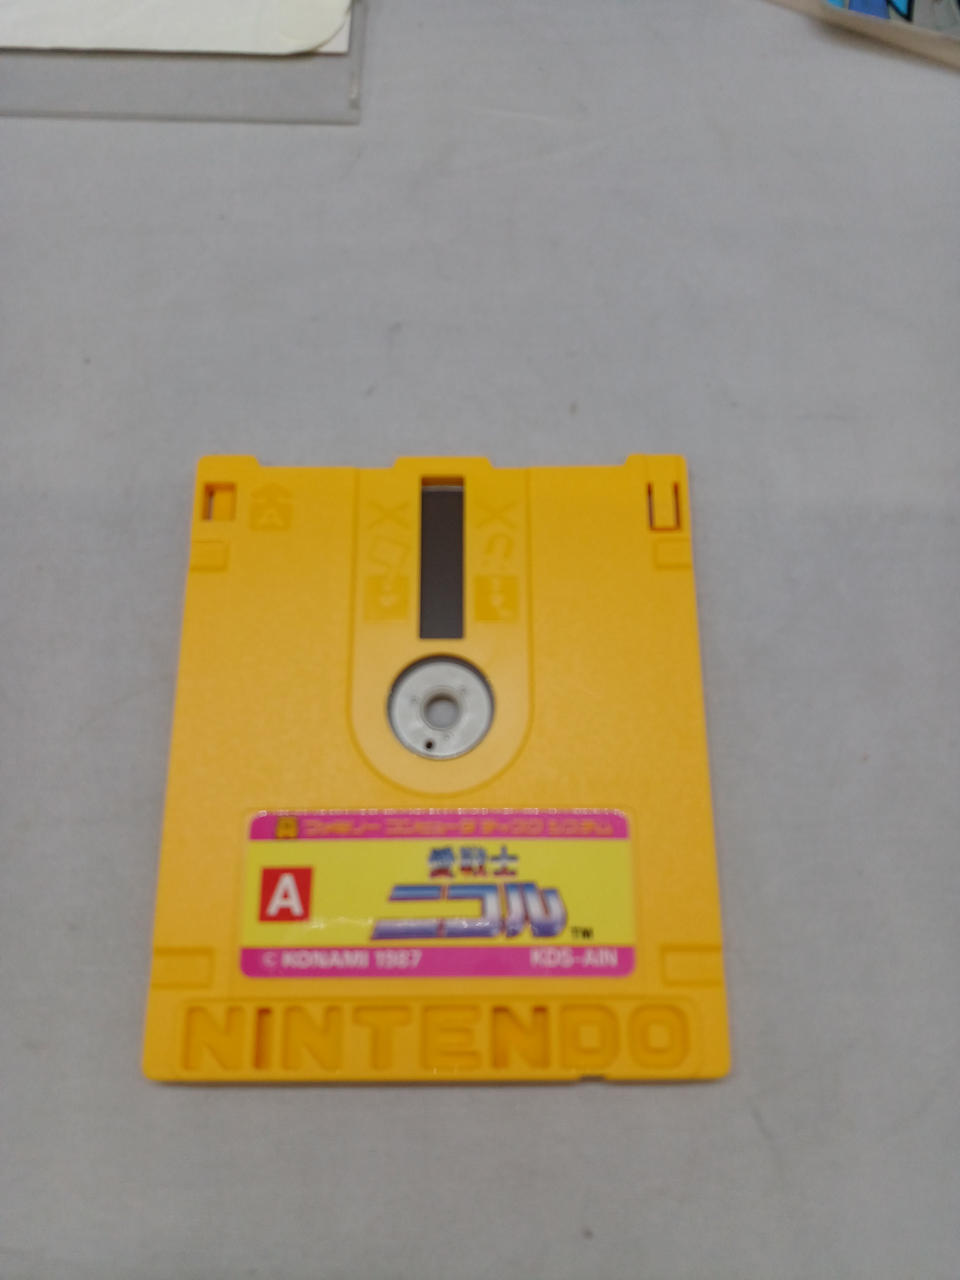 A
ファミリー コンピュータ ディスク システム
愛戦士
ニコル
TM
A
© KONAMI 1987 KDS-AIN
NINTENDO